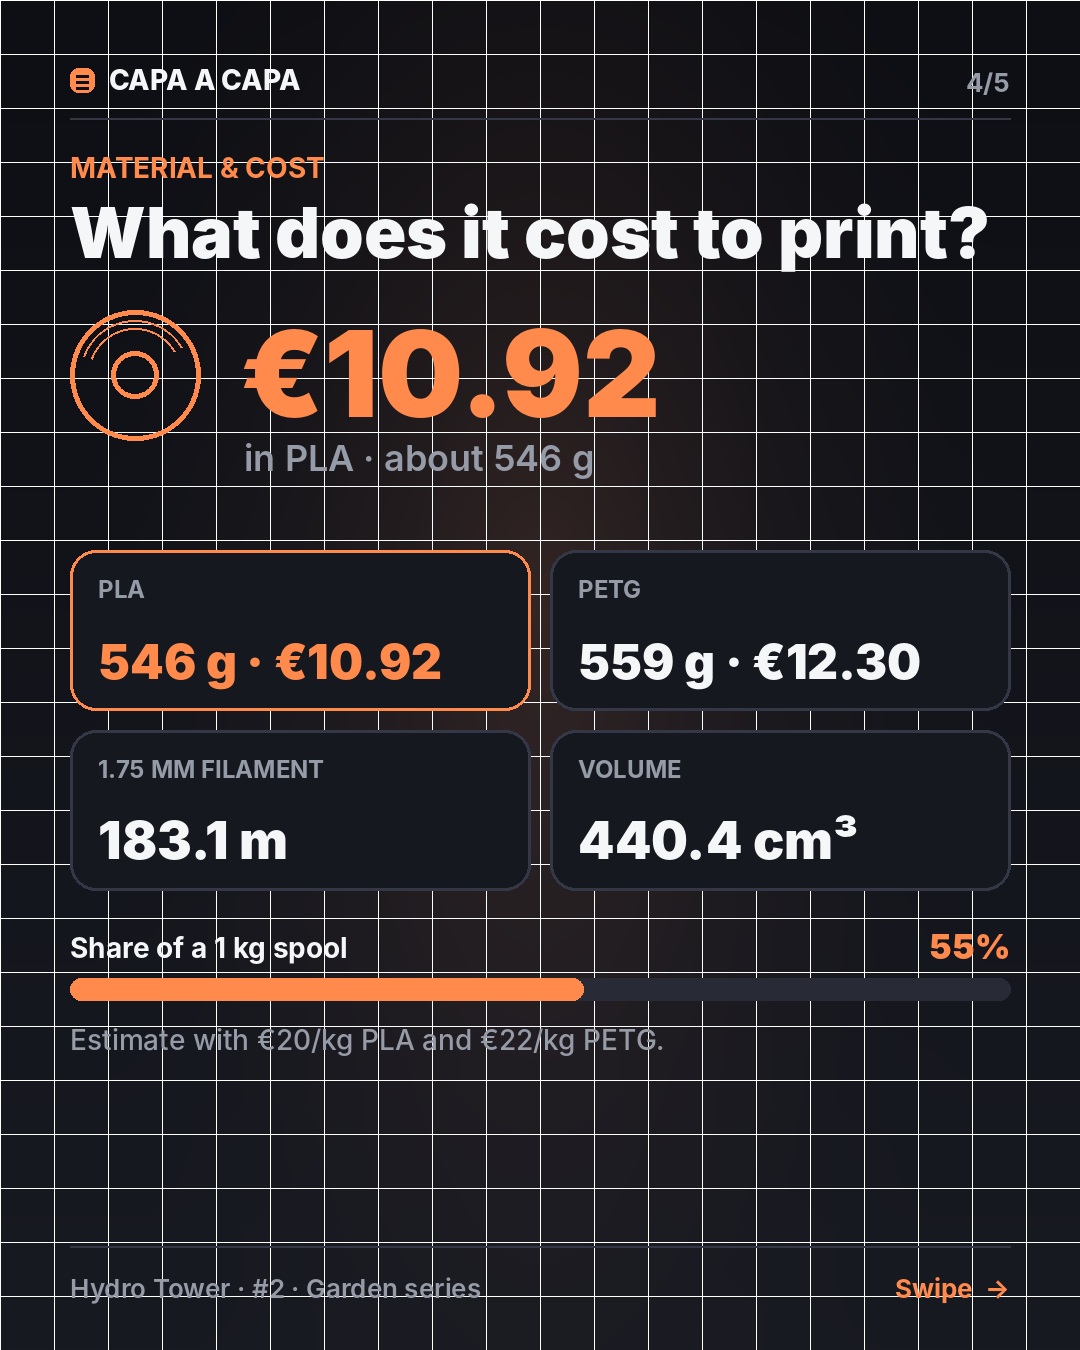 CAPA A CAPA
4/5
MATERIAL & COST
What does it cost to print?
€10.92
in PLA · about 546 g
PLA
546 g · €10.92
PETG
559 g · €12.30
1.75 MM FILAMENT
183.1 m
VOLUME
440.4 cm³
Share of a 1 kg spool
55%
Estimate with €20/kg PLA and €22/kg PETG.
Hydro Tower · #2 · Garden series
Swipe →